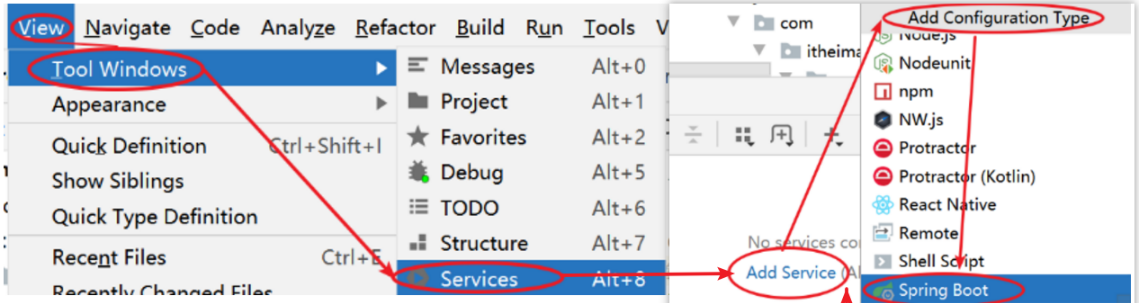 View Navigate Code Analyze Refactor Build Run Tools V
Tool Windows
Appearance
Quick Definition Ctrl+Shift+I
Show Siblings
Quick Type Definition
Recent Files Ctrl+E
Recently Changed Files
Messages Alt+0
Project Alt+1
Favorites Alt+2
Debug Alt+5
TODO Alt+6
Structure Alt+7
Services Alt+8
com
itheima
No services co
Add Service (Al
Add Configuration Type
Node.js
Nodeunit
npm
NW.js
Protractor
Protractor (Kotlin)
React Native
Remote
Shell Script
Spring Boot